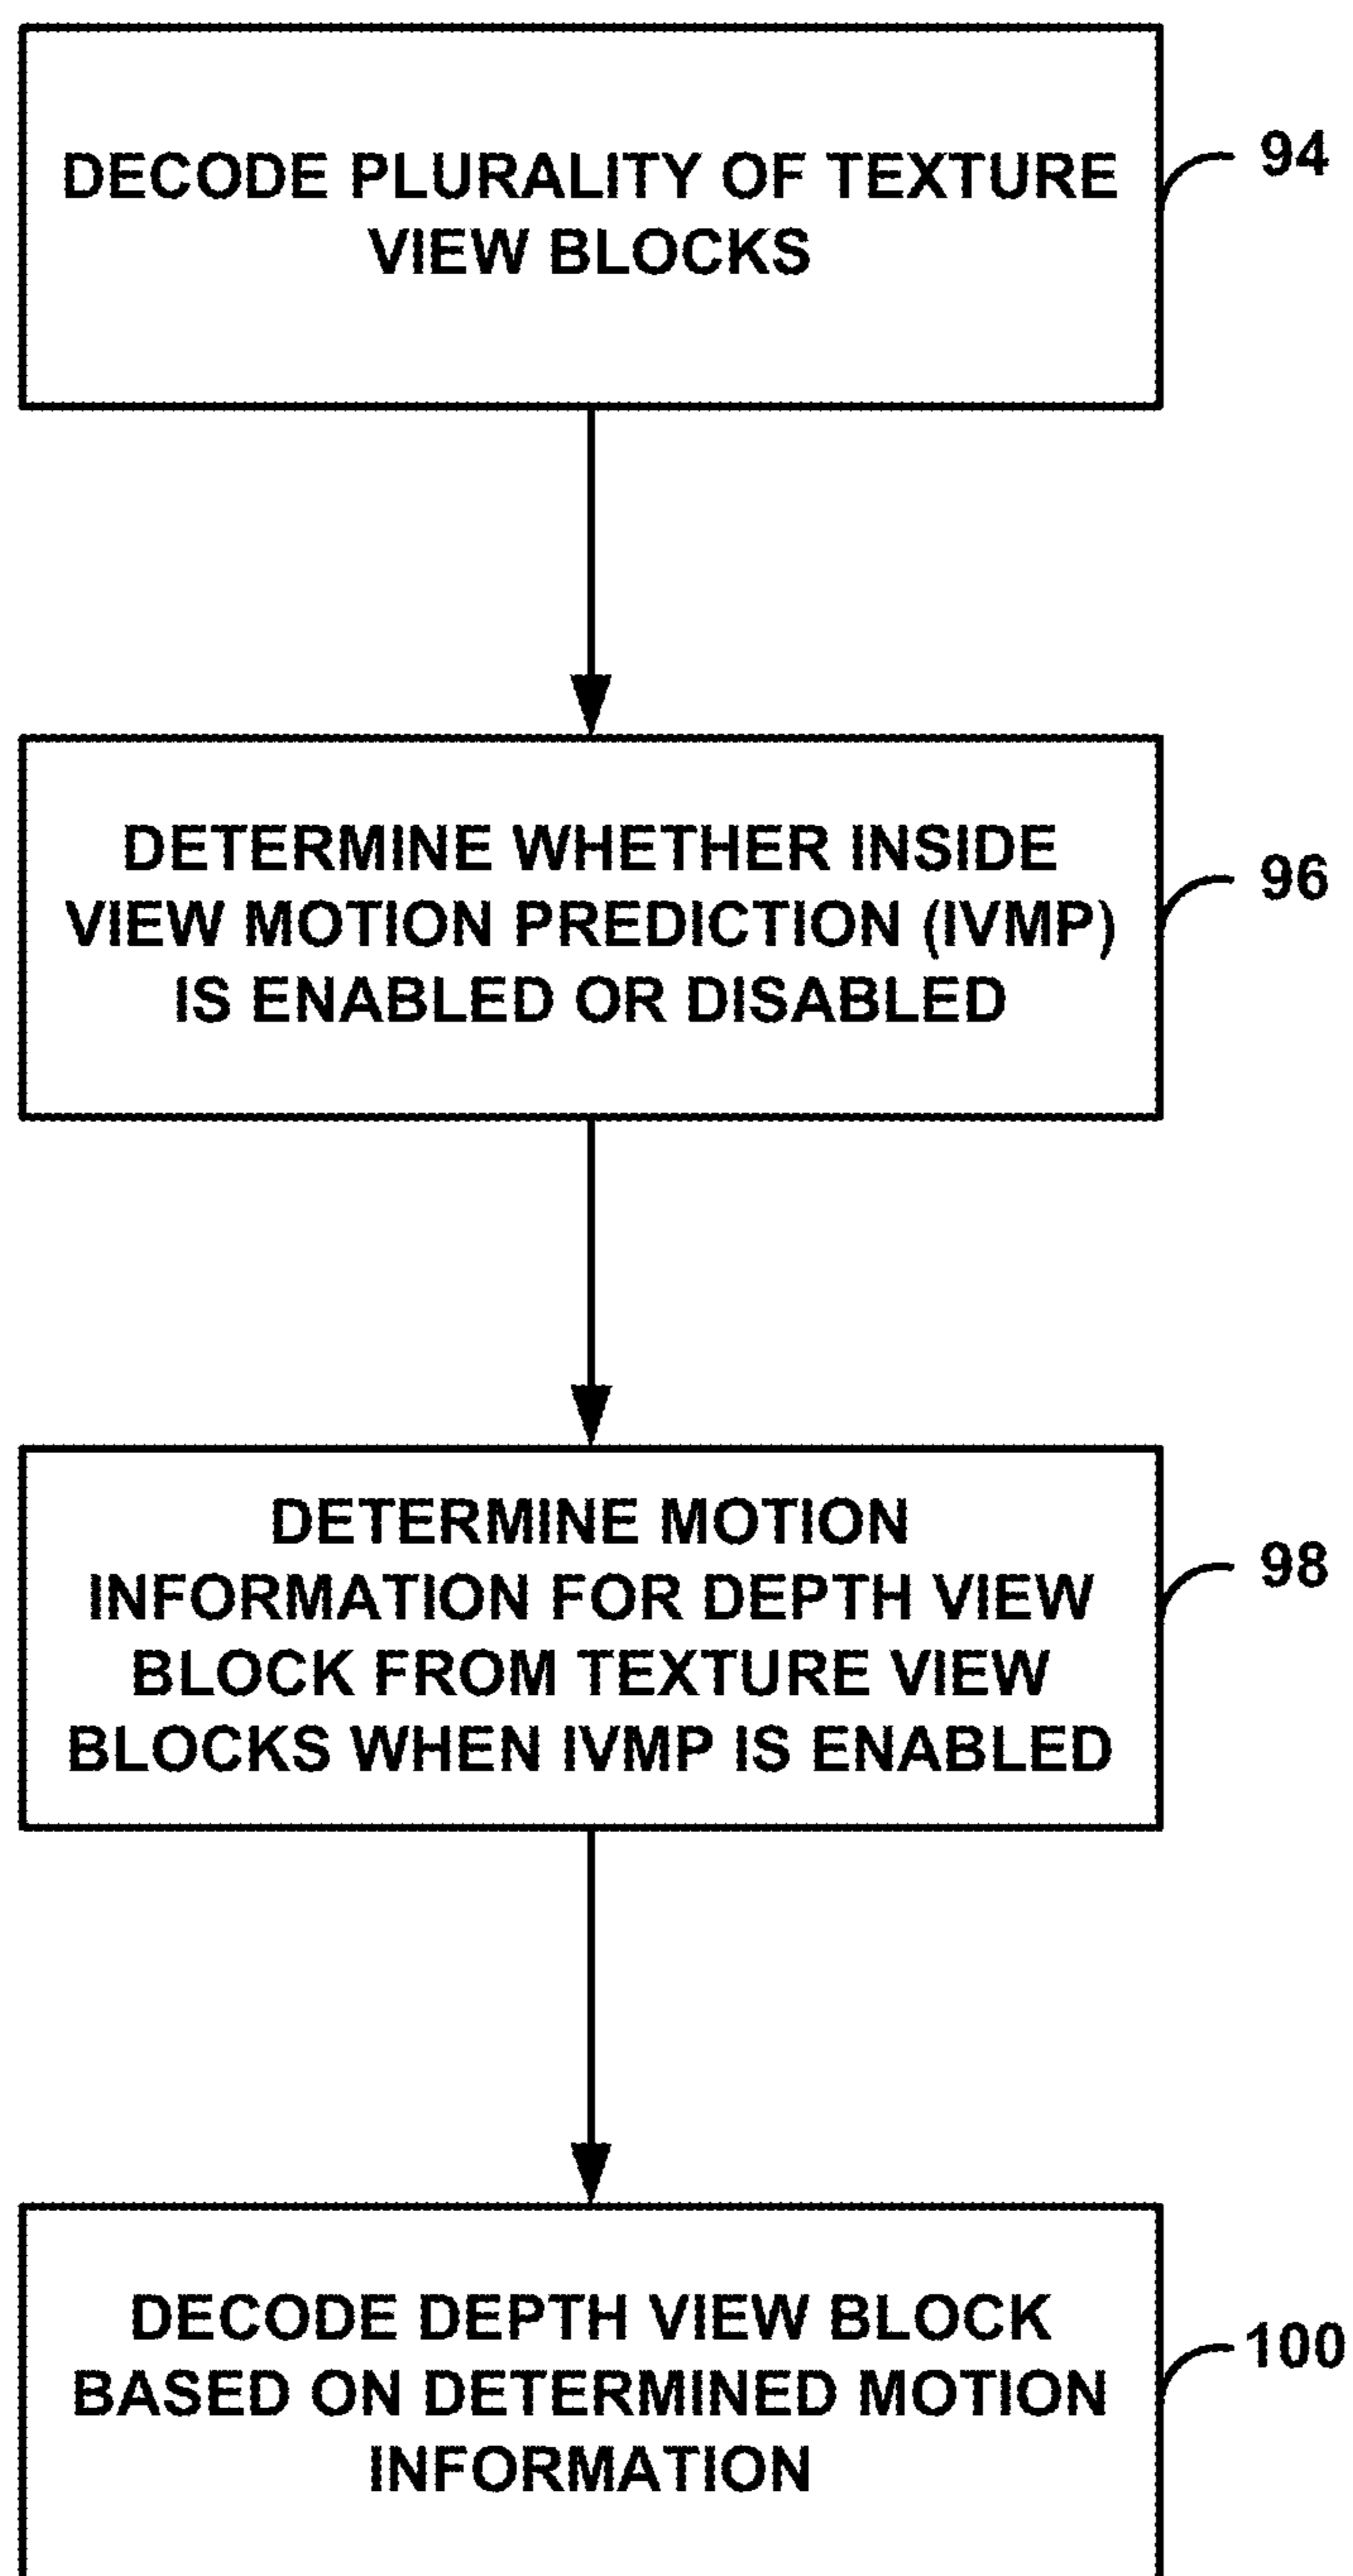 DECODE PLURALITY OF TEXTURE
VIEW BLOCKS
94
DETERMINE WHETHER INSIDE
VIEW MOTION PREDICTION (IVMP)
IS ENABLED OR DISABLED
96
DETERMINE MOTION
INFORMATION FOR DEPTH VIEW
BLOCK FROM TEXTURE VIEW
BLOCKS WHEN IVMP IS ENABLED
98
DECODE DEPTH VIEW BLOCK
BASED ON DETERMINED MOTION
INFORMATION
100